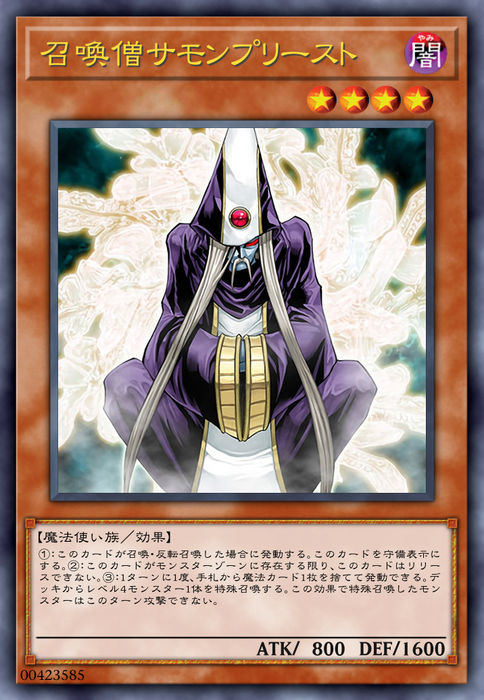 召喚僧サモンプリースト
やみ
闇
【魔法使い族／効果】
①:このカードが召喚・反転召喚した場合に発動する。このカードを守備表示に
する。②:このカードがモンスターゾーンに存在する限り、このカードはリリー
スできない。③:1ターンに1度、手札から魔法カード1枚を捨てて発動できる。デ
ッキからレベル4モンスター1体を特殊召喚する。この効果で特殊召喚したモン
スターはこのターン攻撃できない。
ATK/ 800 DEF/1600
00423585